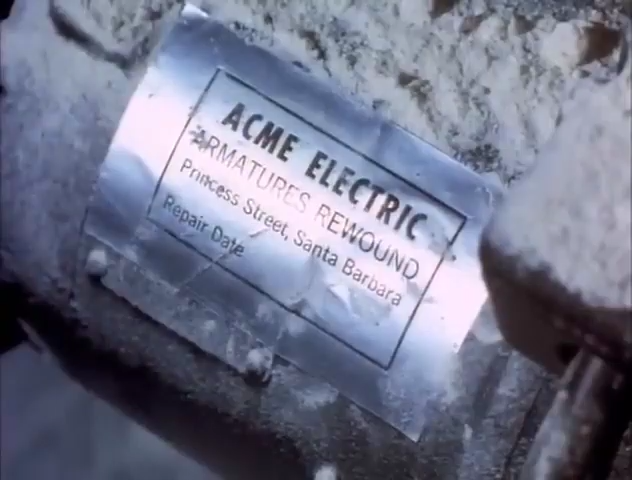 ACME ELECTRIC
ARMATURES REWOUND
Princess Street, Santa Barbara
Repair Date